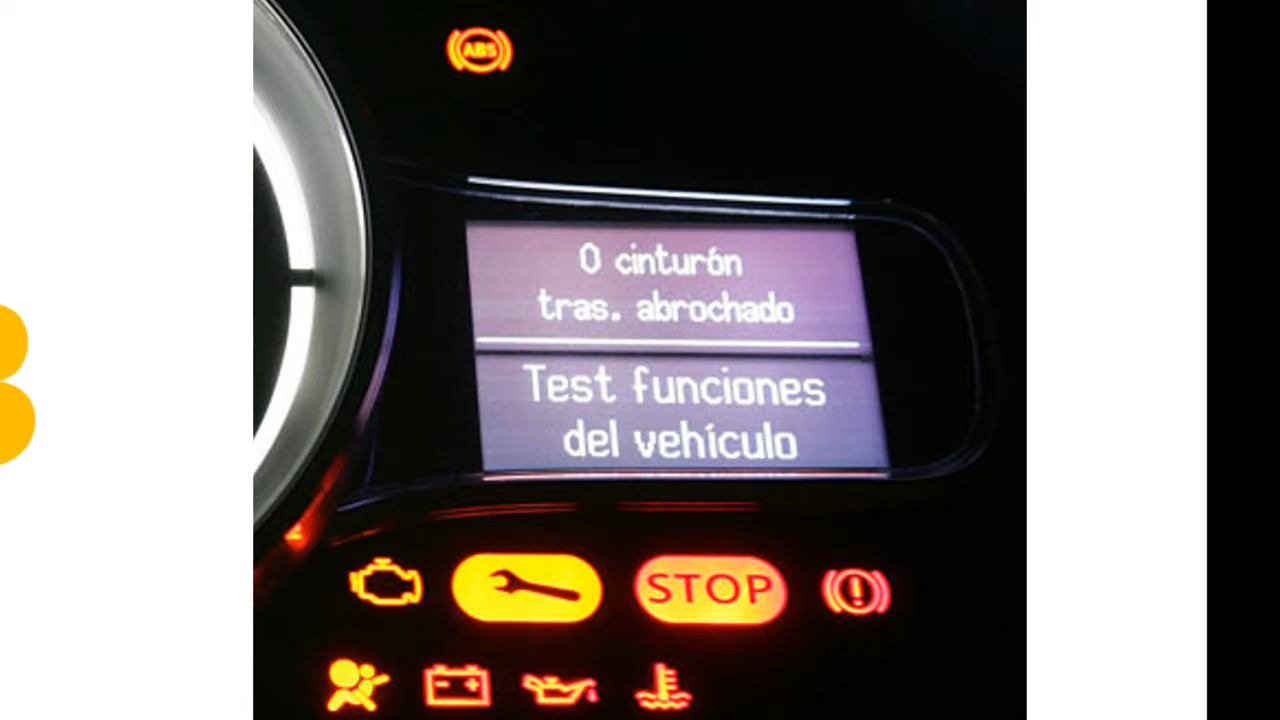 ABS
0 cinturón
tras. abrochado
Test funciones
del vehículo
STOP